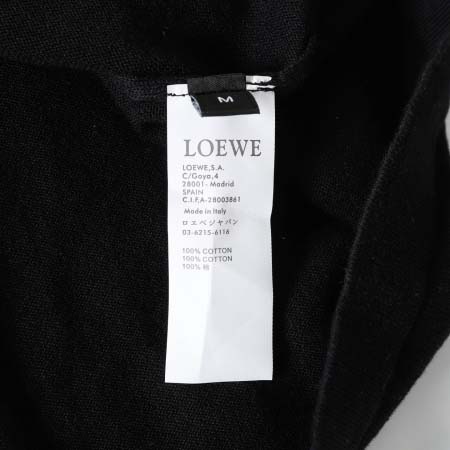 M
LOEWE
LOEWE,S.A.
C/Goya,4
28001-Madrid
SPAIN
C.I.F.A-28003861
Made in Italy
ロエベジャパン
03-6215-6116
100% COTTON
100% COTTON
100% 棉